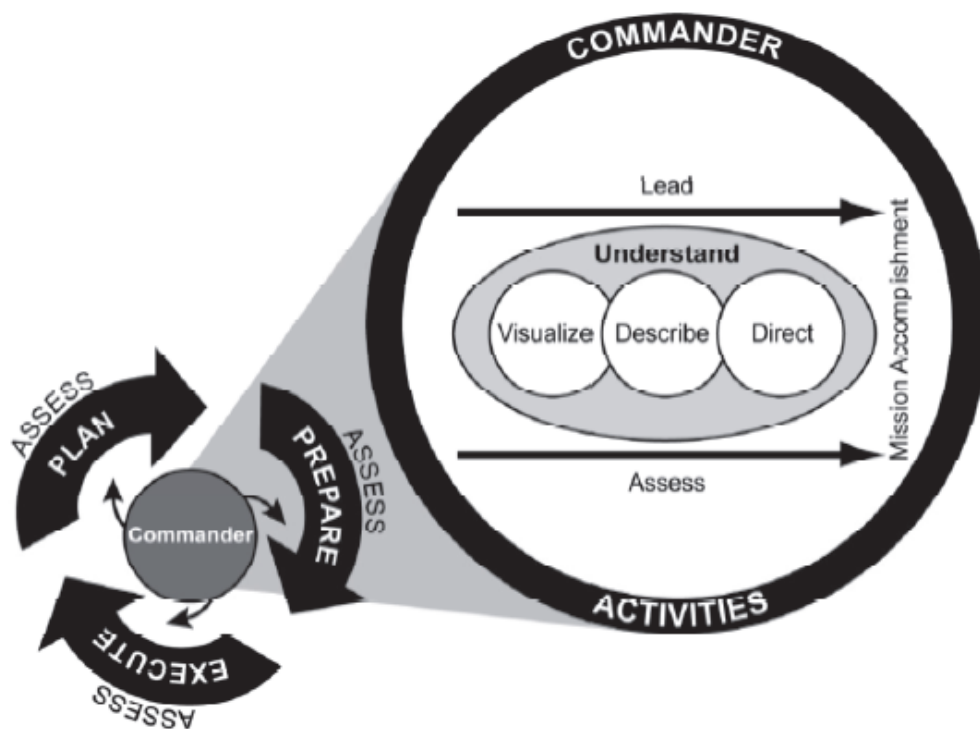 COMMANDER
Lead
Understand
Visualize
Describe
Direct
Mission Accomplishment
Assess
ACTIVITIES
ASSESS
PLAN
PREPARE
ASSESS
Commander
EXECUTE
ASSESS